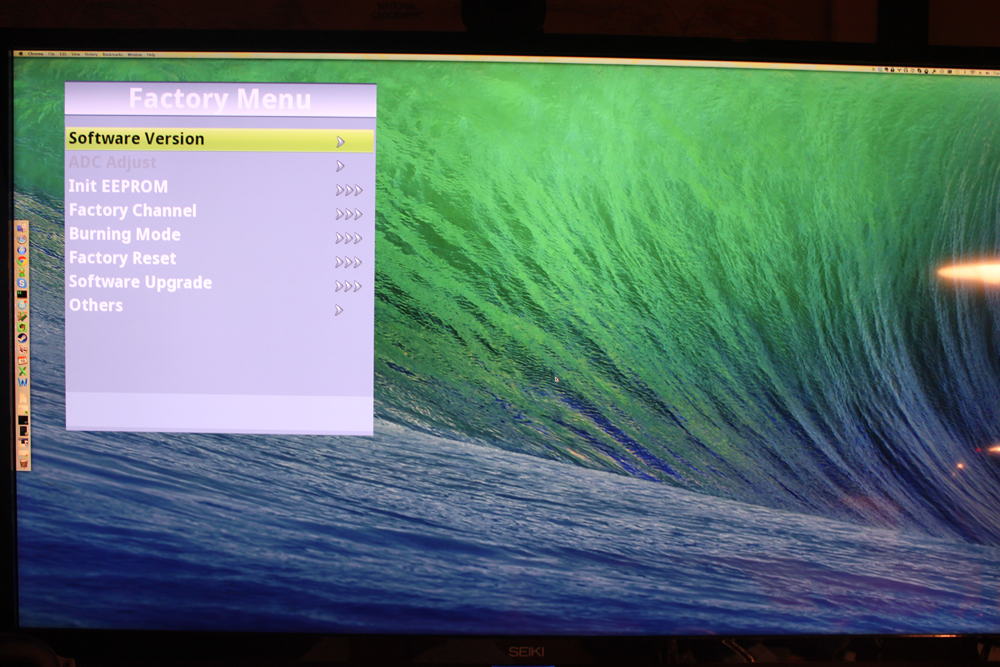 Chrome File Edit View History Bookmarks Window Help
Factory Menu
Software Version
ADC Adjust
Init EEPROM
Factory Channel
Burning Mode
Factory Reset
Software Upgrade
Others
SEIKI